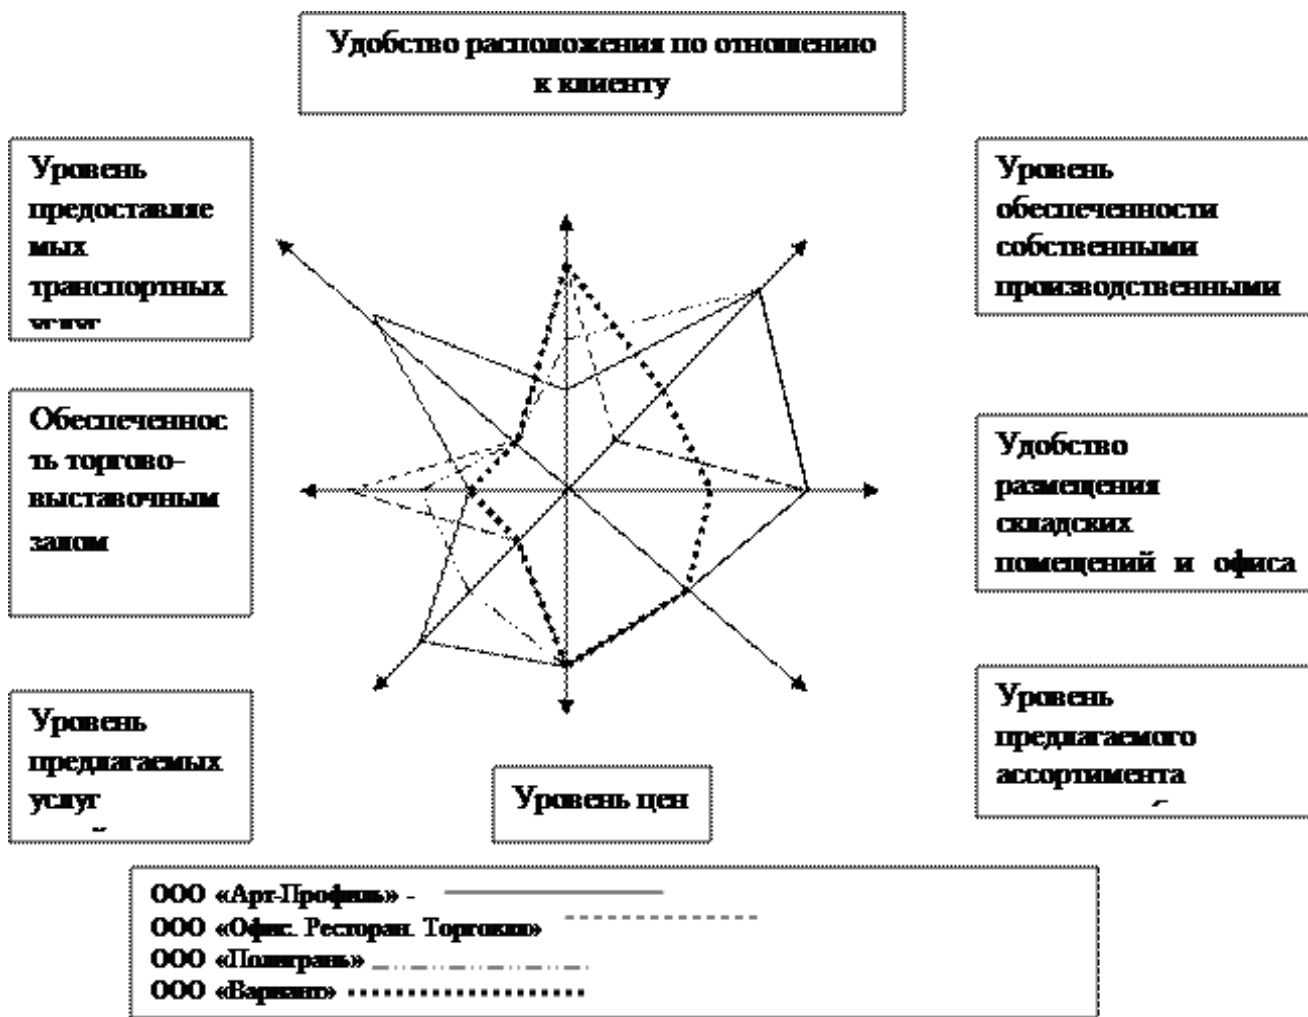 Удобство расположения по отношению
к клиенту
Уровень
предоставляе
мых
транспортных
услуг
Уровень
обеспеченности
собственными
производственными
Обеспеченнос
ть торгово-
выставочным
залом
Удобство
размещения
складских
помещений и офиса
Уровень
предлагаемых
услуг
Уровень цен
Уровень
предлагаемого
ассортимента
ООО «Арт-Профиль» -
ООО «Офис. Ресторан. Торговля»
ООО «Полигрань»
ООО «Вариант»